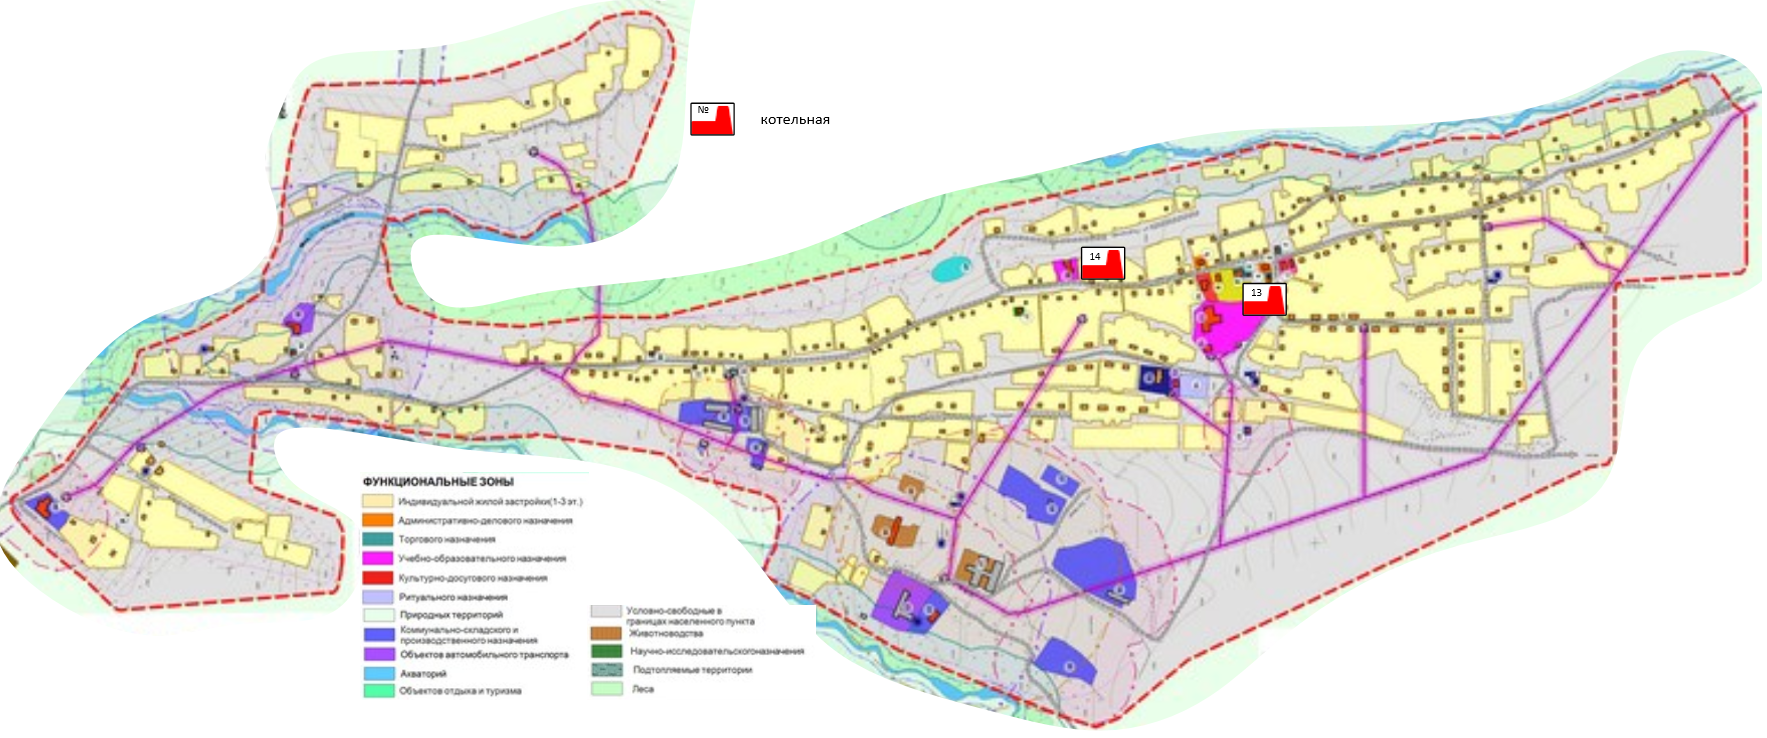 №
котельная
14
13
ФУНКЦИОНАЛЬНЫЕ ЗОНЫ
Индивидуальной жилой застройки(1-3 эт.)
Административно-делового назначения
Торгового назначения
Учебно-образовательного назначения
Культурно-досугового назначения
Ритуального назначения
Природных территорий
Коммунально-складского и
производственного назначения
Объектов автомобильного транспорта
Акваторий
Объектов отдыха и туризма
Условно-свободные в
границах населенного пункта
Животноводства
Научно-исследовательскогоназначения
Подтопляемые территории
Леса